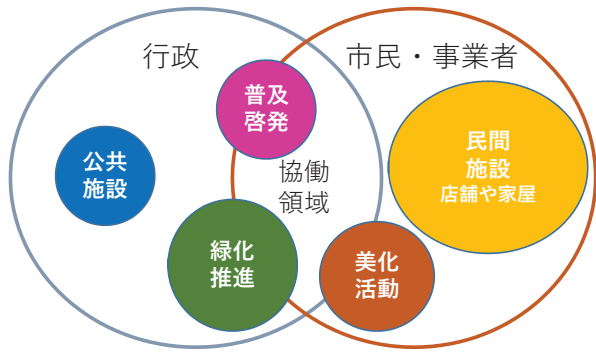 行政
市民・事業者
普及
啓発
公共
施設
協働
領域
民間
施設
店舗や家屋
緑化
推進
美化
活動